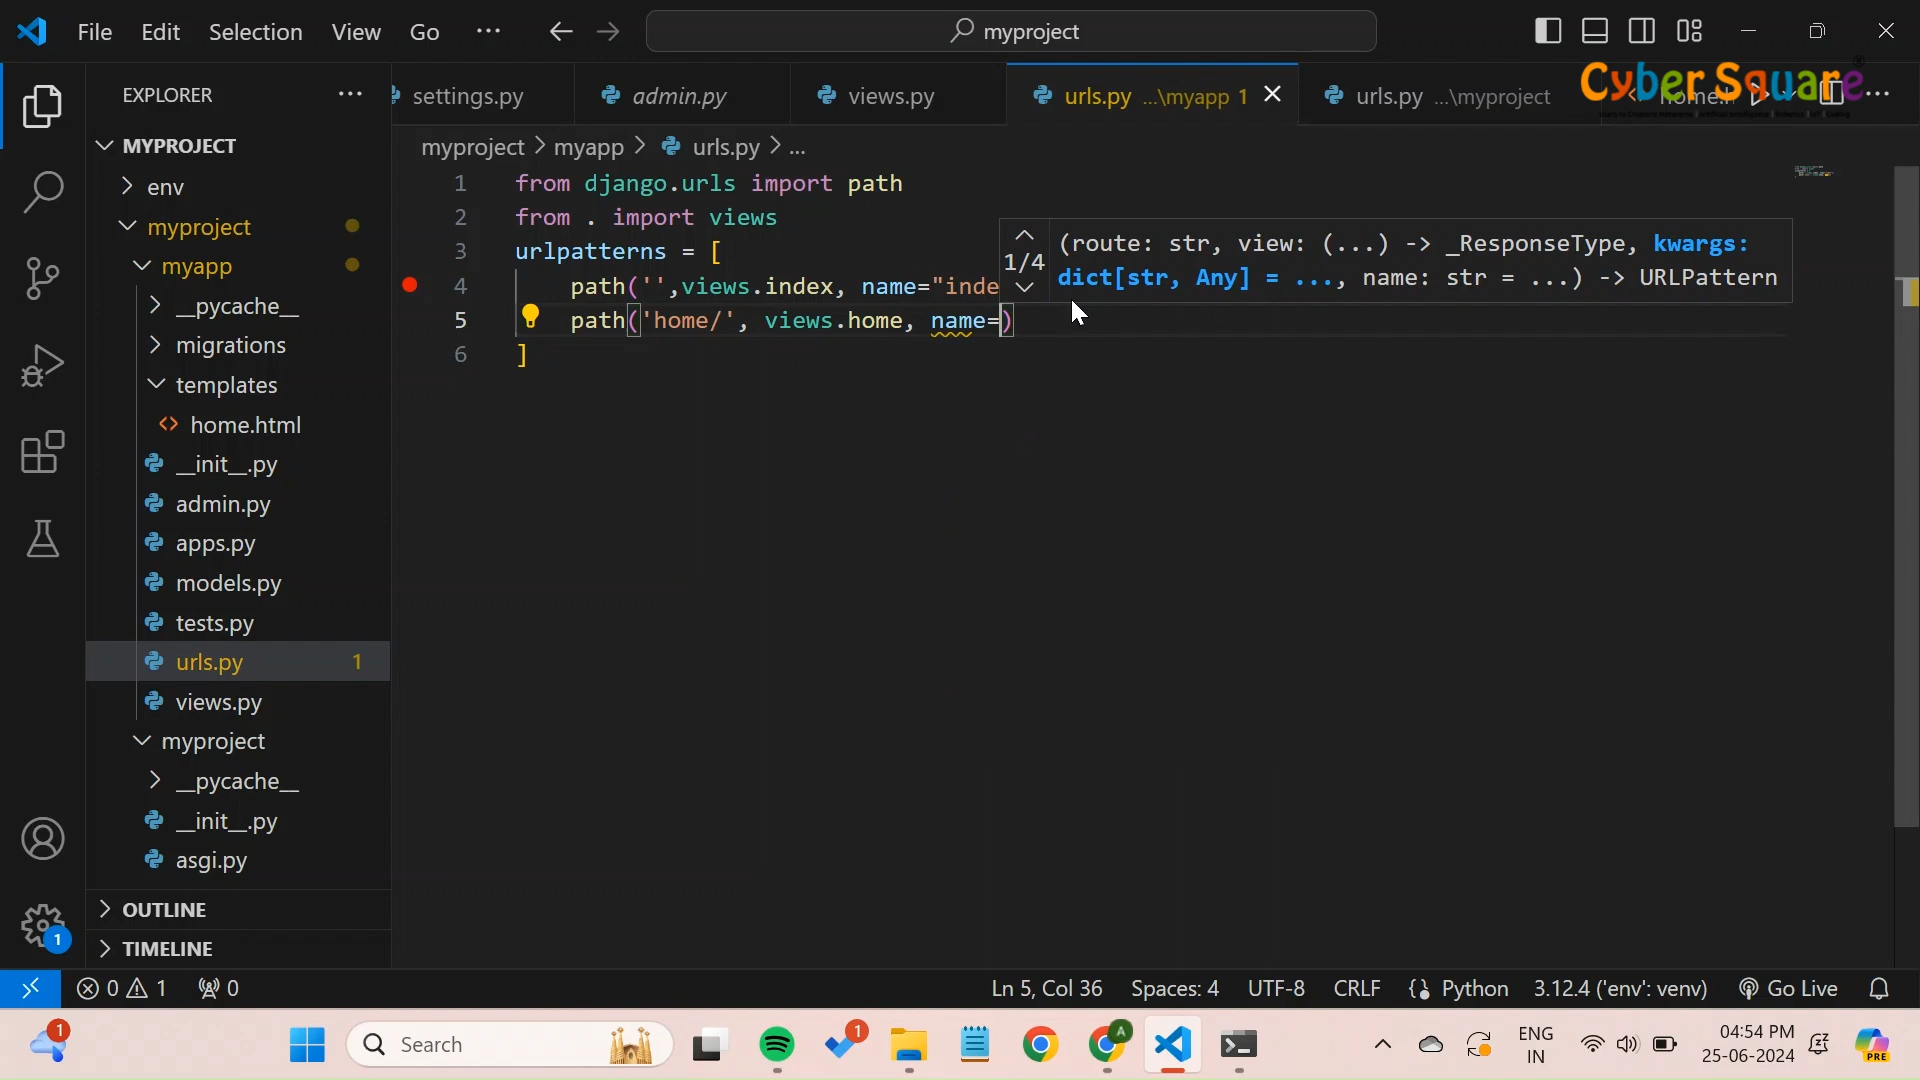 File Edit Selection View Go ... myproject
EXPLORER ...
settings.py admin.py views.py urls.py ...\myapp 1 urls.py ...\myproject
Cyber Square
myproject > myapp > urls.py > ...
MYPROJECT
env
myproject
myapp
__pycache__
migrations
templates
home.html
__init__.py
admin.py
apps.py
models.py
tests.py
urls.py 1
views.py
myproject
__pycache__
__init__.py
asgi.py
OUTLINE
TIMELINE
1 from django.urls import path
2 from . import views
3 urlpatterns = [
4 path('',views.index, name="inde
5 path('home/', views.home, name=)
6 ]
1/4
(route: str, view: (...) -> _ResponseType, kwargs:
dict[str, Any] = ..., name: str = ...) -> URLPattern
1
0 1 0 Ln 5, Col 36 Spaces: 4 UTF-8 CRLF Python 3.12.4 ('env': venv) Go Live
1 Search 1 A ENG
IN
04:54 PM
25-06-2024
PRE